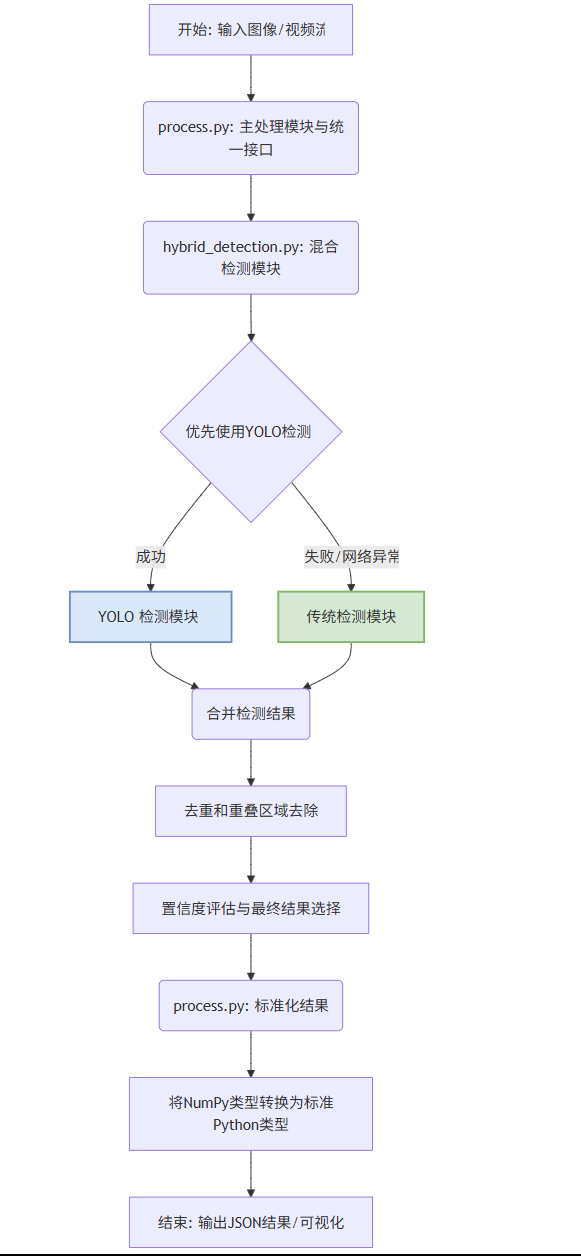 开始: 输入图像/视频流
process.py: 主处理模块与统
一接口
hybrid_detection.py: 混合
检测模块
优先使用YOLO检测
成功
失败/网络异常
YOLO 检测模块
传统检测模块
合并检测结果
去重和重叠区域去除
置信度评估与最终结果选择
process.py: 标准化结果
将NumPy类型转换为标准
Python类型
结束: 输出JSON结果/可视化